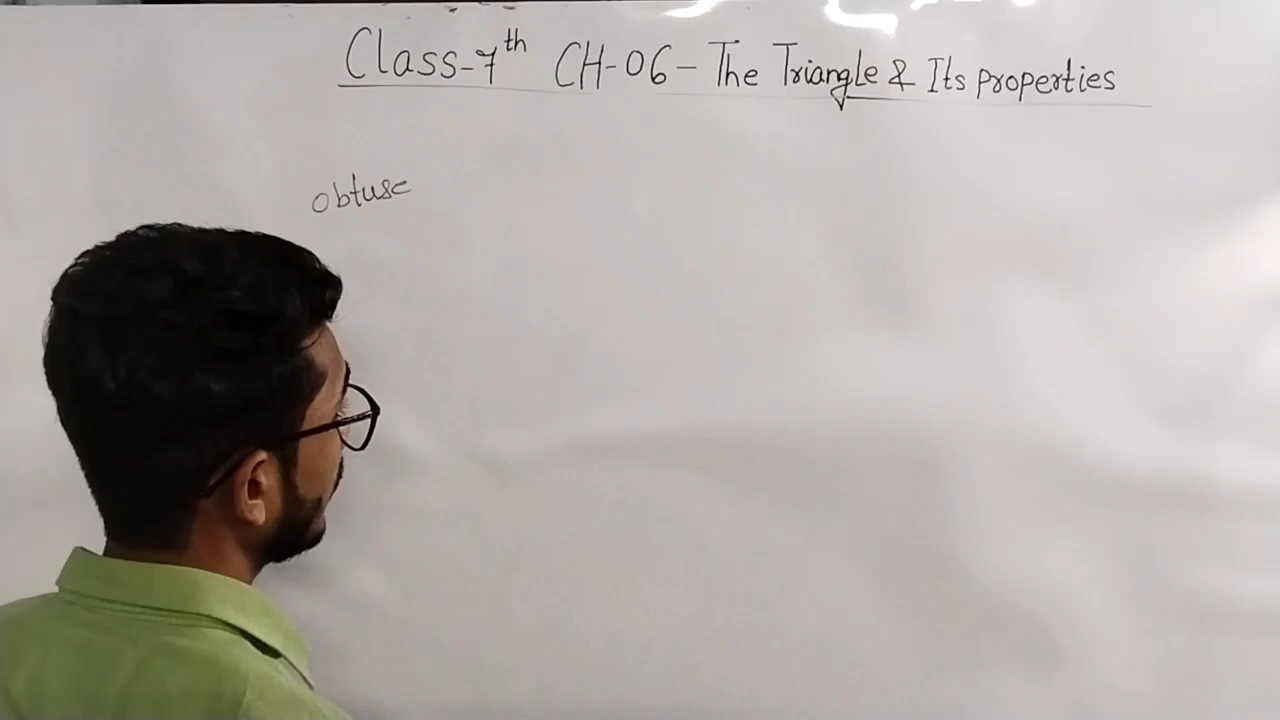 Class-7th CH-06- The Triangle & Its properties
obtuse